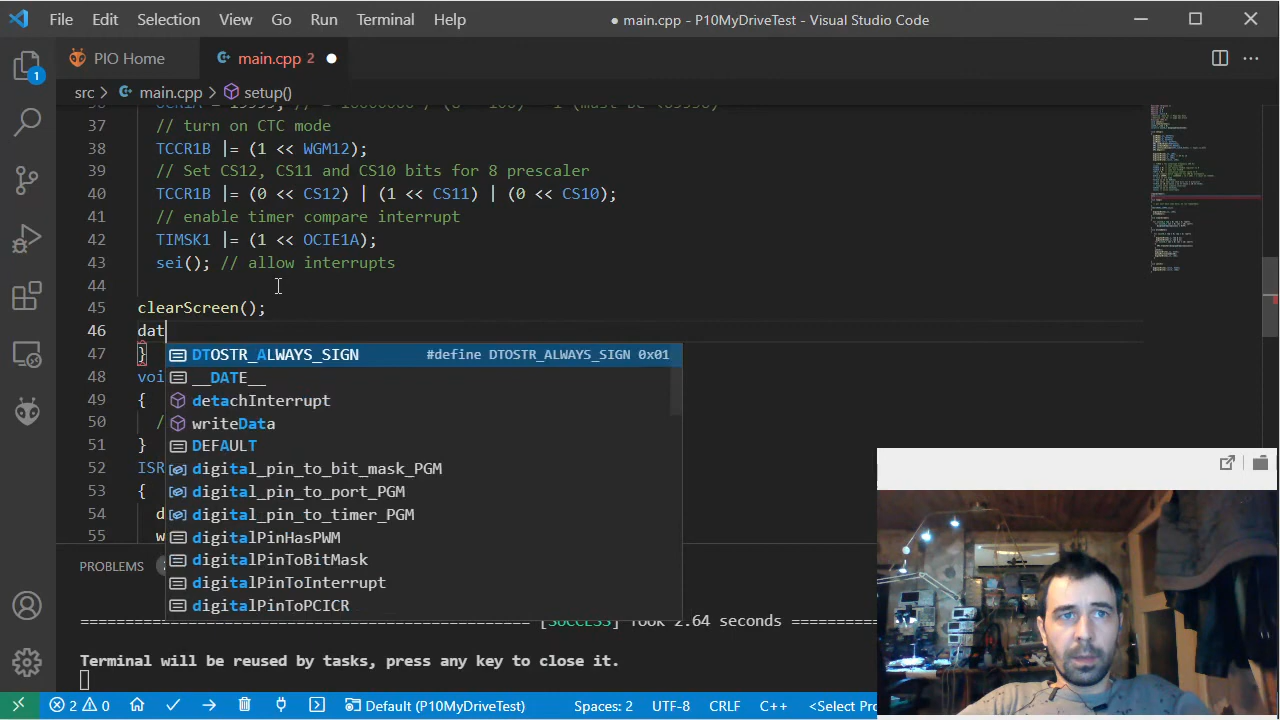 File Edit Selection View Go Run Terminal Help ● main.cpp - P10MyDriveTest - Visual Studio Code
PIO Home main.cpp 2
src > main.cpp > setup()
37 // turn on CTC mode
38 TCCR1B |= (1 << WGM12);
39 // Set CS12, CS11 and CS10 bits for 8 prescaler
40 TCCR1B |= (0 << CS12) | (1 << CS11) | (0 << CS10);
41 // enable timer compare interrupt
42 TIMSK1 |= (1 << OCIE1A);
43 sei(); // allow interrupts
44
45 clearScreen();
46 dat
47 } DTOSTR_ALWAYS_SIGN #define DTOSTR_ALWAYS_SIGN 0x01
48 voi __DATE__
49 { detachInterrupt
50 / writeData
51 } DEFAULT
52 ISR digital_pin_to_bit_mask_PGM
53 { digital_pin_to_port_PGM
54 d digital_pin_to_timer_PGM
55 w digitalPinHasPWM
digitalPinToBitMask
PROBLEMS
digitalPinToInterrupt
digitalPinToPCICR
[SUCCESS] Took 2.64 seconds
Terminal will be reused by tasks, press any key to close it.
1
2 0 Default (P10MyDriveTest) Spaces: 2 UTF-8 CRLF C++ <Select Pr